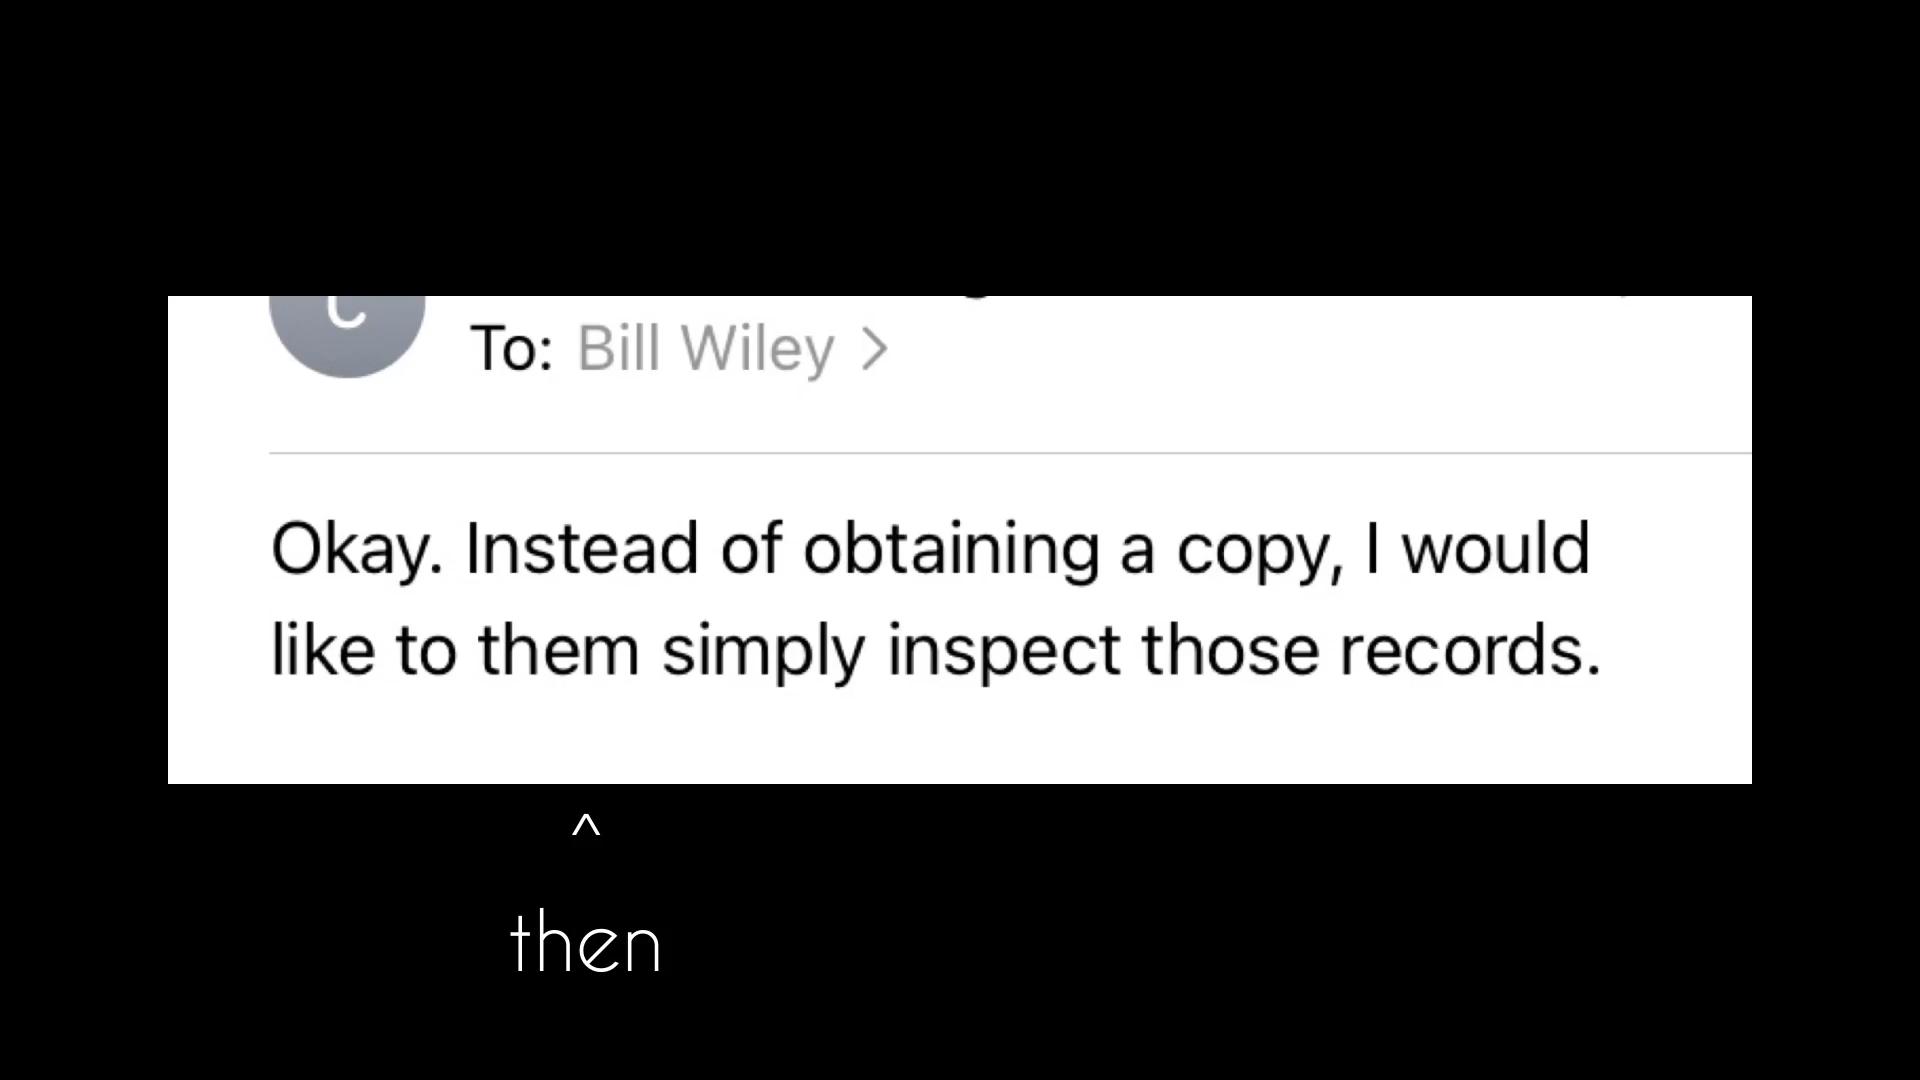 To: Bill Wiley >
Okay. Instead of obtaining a copy, I would
like to them simply inspect those records.
^
then